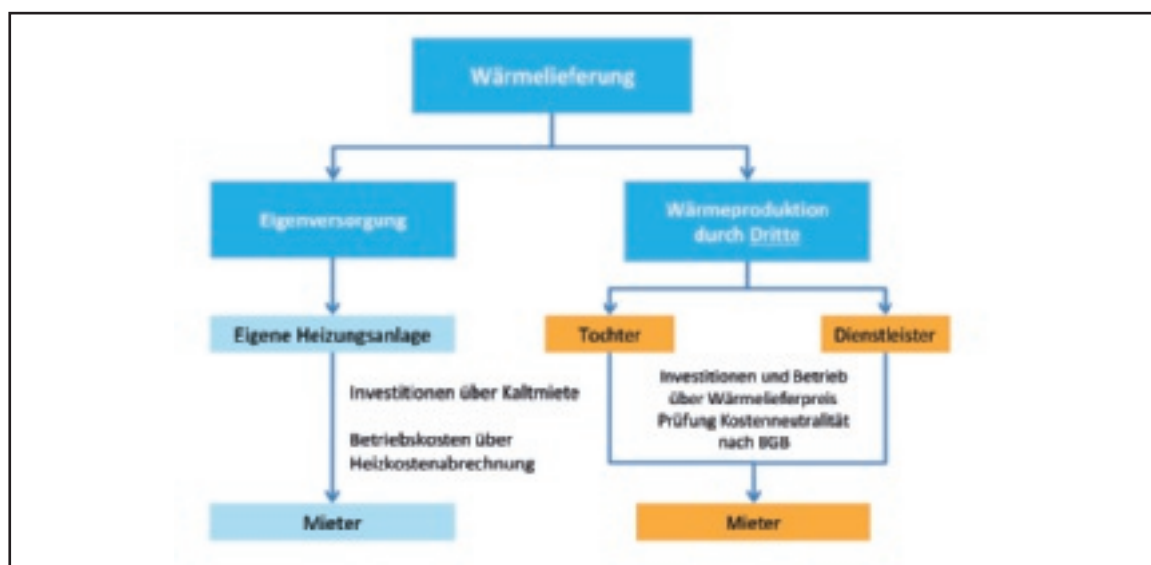 Wärmelieferung
Eigenversorgung
Wärmeproduktion
durch Dritte
Eigene Heizungsanlage
Tochter
Dienstleister
Investitionen über Kaltmiete
Betriebskosten über
Heizkostenabrechnung
Investitionen und Betrieb
über Wärmelieferpreis
Prüfung Kostenneutralität
nach BGB
Mieter
Mieter